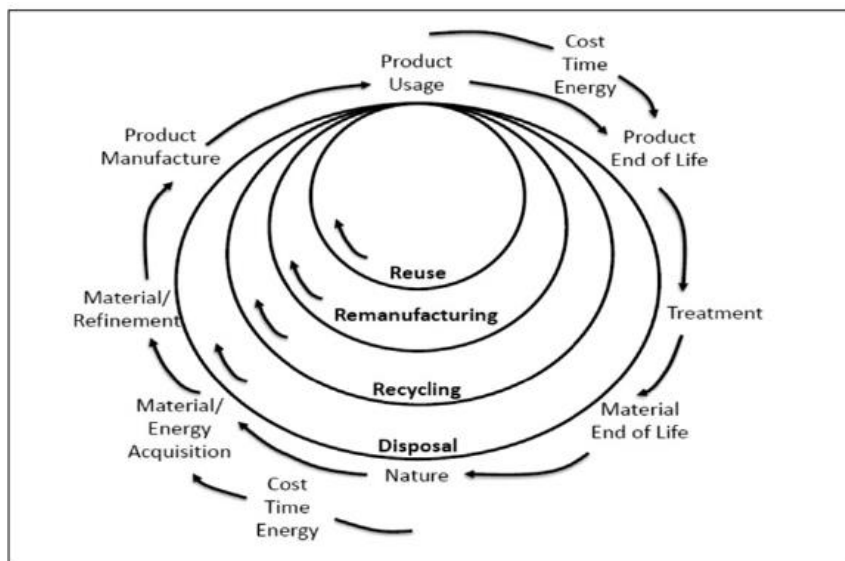 Cost
Time
Energy
Product
Usage
Product
Manufacture
Product
End of Life
Reuse
Material/
Refinement
Remanufacturing
Treatment
Recycling
Material/
Energy
Acquisition
Material
End of Life
Disposal
Nature
Cost
Time
Energy